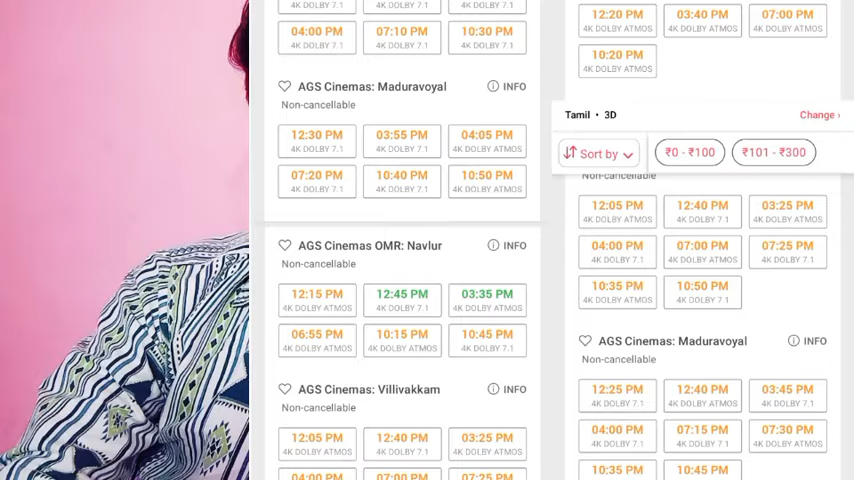 04:00 PM 07:10 PM 10:30 PM
4K DOLBY 7.1 4K DOLBY 7.1 4K DOLBY 7.1
AGS Cinemas: Maduravoyal INFO
Non-cancellable
12:30 PM 03:55 PM 04:05 PM
4K DOLBY 7.1 4K DOLBY 7.1 4K DOLBY 7.1
07:20 PM 10:40 PM 10:50 PM
4K DOLBY 7.1 4K DOLBY 7.1 4K DOLBY 7.1
AGS Cinemas OMR: Navlur INFO
Non-cancellable
12:15 PM 12:45 PM 03:35 PM
4K DOLBY ATMOS 4K DOLBY 7.1 4K DOLBY ATMOS
06:55 PM 10:15 PM 10:45 PM
4K DOLBY ATMOS 4K DOLBY ATMOS 4K DOLBY 7.1
AGS Cinemas: Villivakkam INFO
Non-cancellable
12:05 PM 12:40 PM 03:25 PM
4K DOLBY ATMOS 4K DOLBY 7.1 4K DOLBY ATMOS
04:00 PM 07:00 PM 07:25 PM
12:20 PM 03:40 PM 07:00 PM
4K DOLBY ATMOS 4K DOLBY ATMOS 4K DOLBY ATMOS
10:20 PM
4K DOLBY ATMOS
Tamil • 3D Change ›
Sort by ₹0 - ₹100 ₹101 - ₹300
Non-cancellable
12:05 PM 12:40 PM 03:25 PM
4K DOLBY ATMOS 4K DOLBY 7.1 4K DOLBY ATMOS
04:00 PM 07:00 PM 07:25 PM
4K DOLBY 7.1 4K DOLBY ATMOS 4K DOLBY 7.1
10:35 PM 10:50 PM
4K DOLBY ATMOS 4K DOLBY 7.1
AGS Cinemas: Maduravoyal INFO
Non-cancellable
12:25 PM 12:40 PM 03:45 PM
4K DOLBY 7.1 4K DOLBY ATMOS 4K DOLBY 7.1
04:00 PM 07:15 PM 07:30 PM
4K DOLBY ATMOS 4K DOLBY 7.1 4K DOLBY ATMOS
10:35 PM 10:45 PM